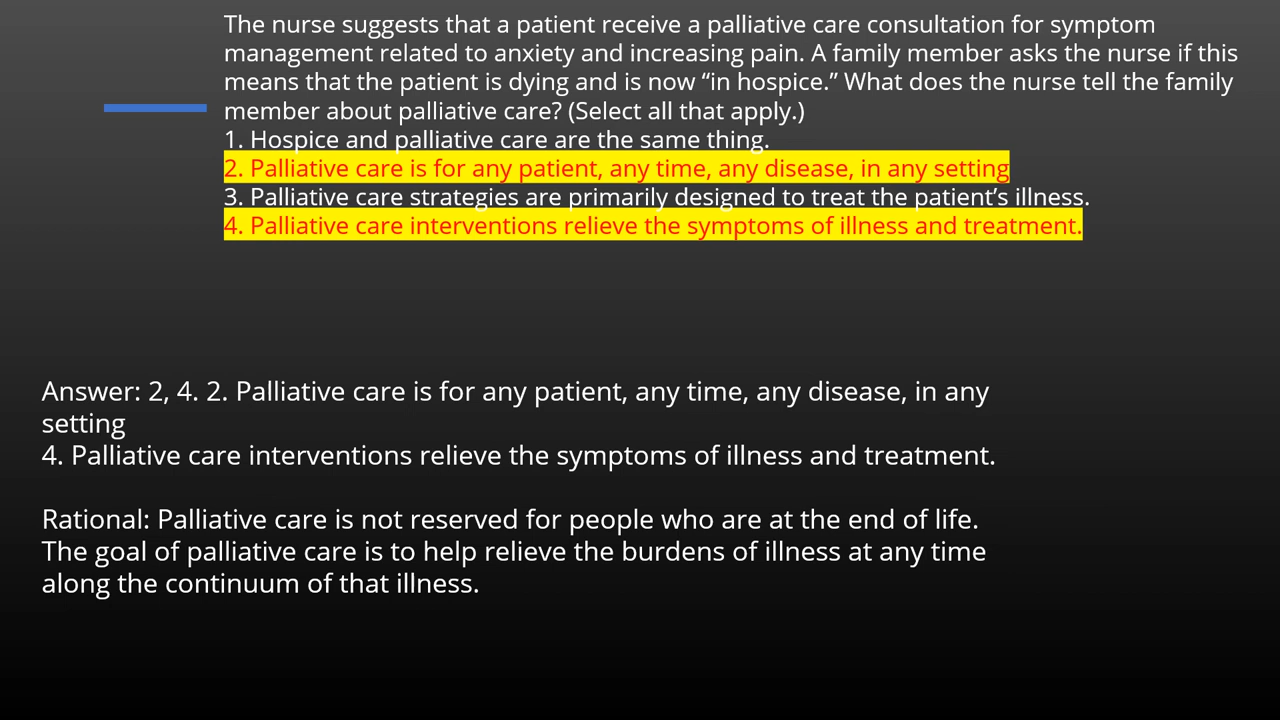 The nurse suggests that a patient receive a palliative care consultation for symptom
management related to anxiety and increasing pain. A family member asks the nurse if this
means that the patient is dying and is now “in hospice.” What does the nurse tell the family
member about palliative care? (Select all that apply.)
1. Hospice and palliative care are the same thing.
2. Palliative care is for any patient, any time, any disease, in any setting
3. Palliative care strategies are primarily designed to treat the patient’s illness.
4. Palliative care interventions relieve the symptoms of illness and treatment.
Answer: 2, 4. 2. Palliative care is for any patient, any time, any disease, in any
setting
4. Palliative care interventions relieve the symptoms of illness and treatment.
Rational: Palliative care is not reserved for people who are at the end of life.
The goal of palliative care is to help relieve the burdens of illness at any time
along the continuum of that illness.